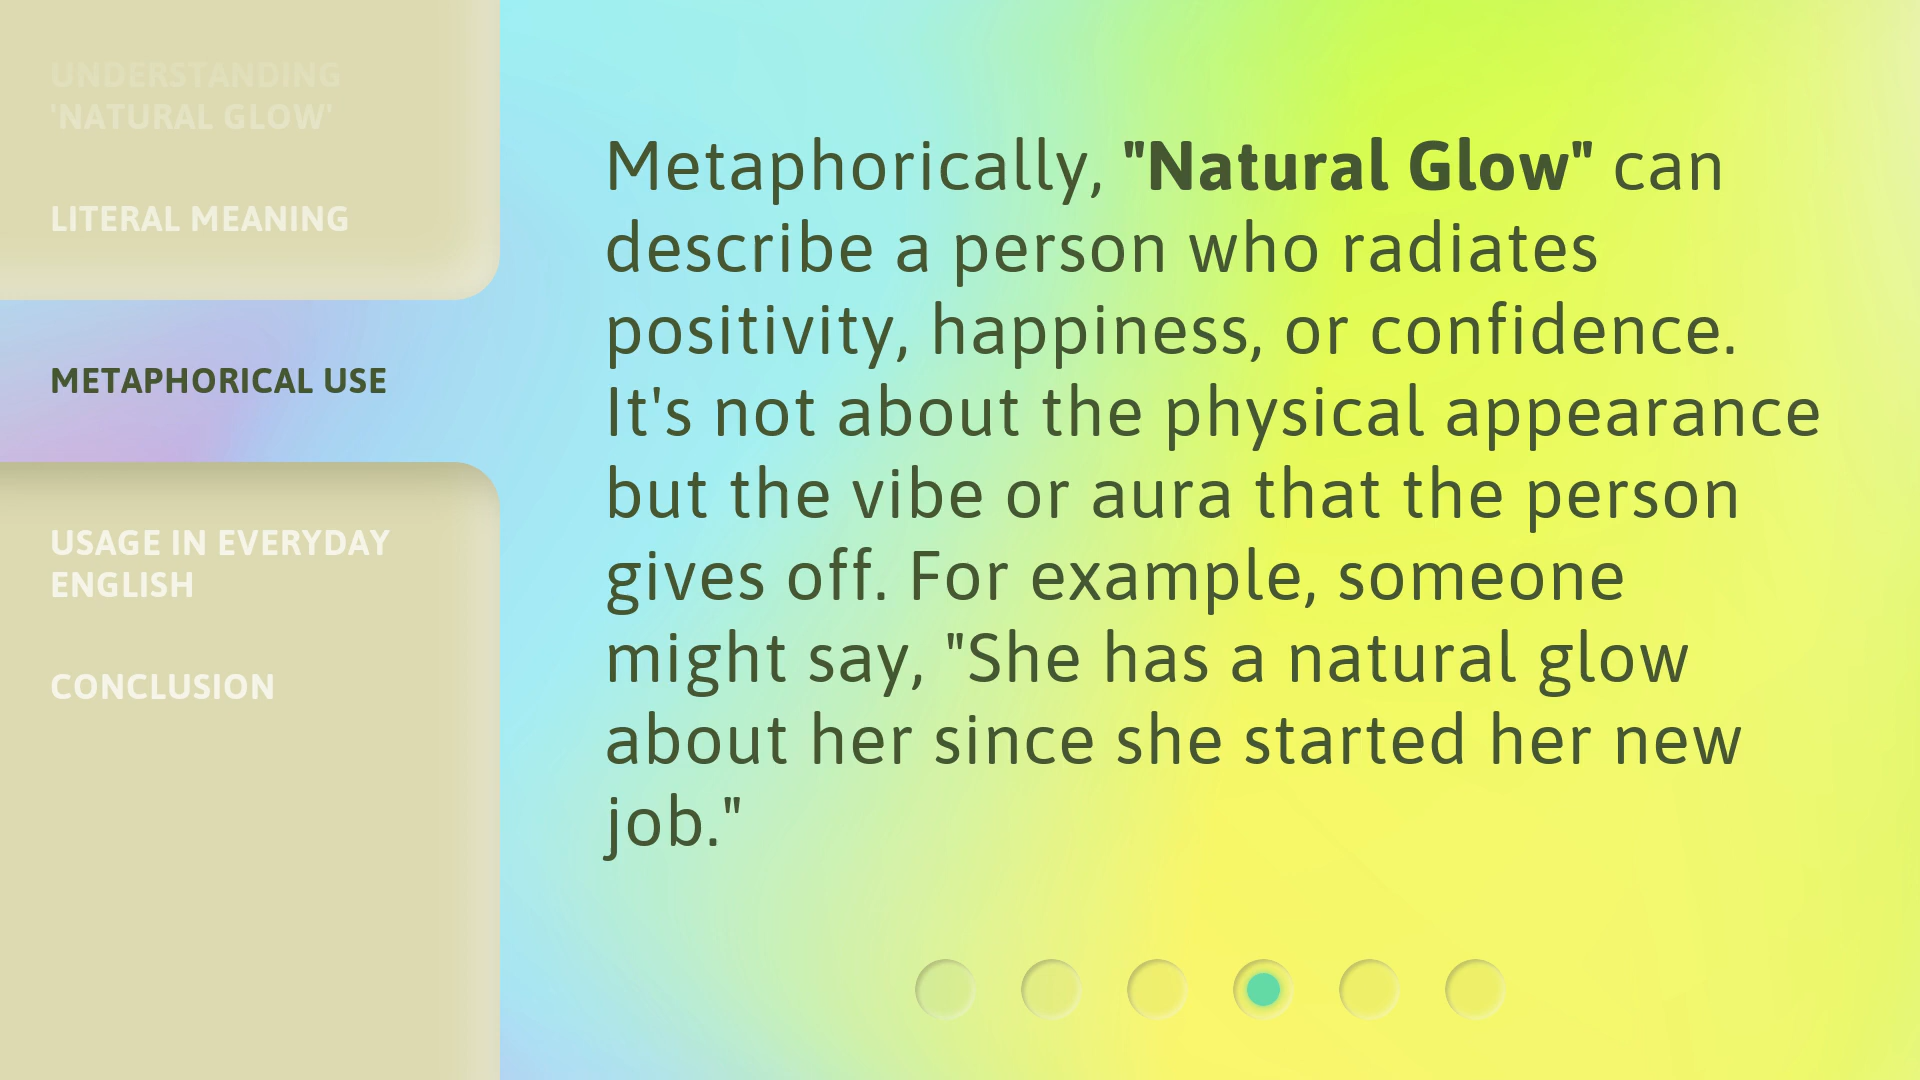 UNDERSTANDING
'NATURAL GLOW'
LITERAL MEANING
METAPHORICAL USE
USAGE IN EVERYDAY
ENGLISH
CONCLUSION
Metaphorically, "Natural Glow" can
describe a person who radiates
positivity, happiness, or confidence.
It's not about the physical appearance
but the vibe or aura that the person
gives off. For example, someone
might say, "She has a natural glow
about her since she started her new
job."